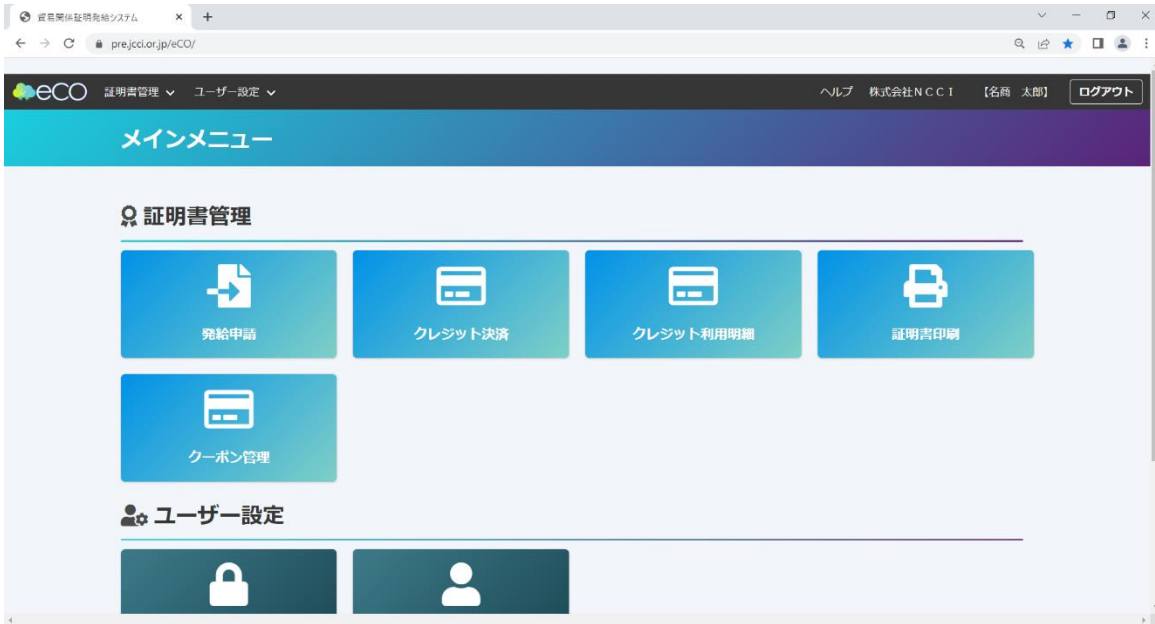 貿易関係証明発給システム
pre.jcci.or.jp/eCO/
eCO 証明書管理 ユーザー設定 ヘルプ 株式会社NCCI 【名商 太郎】 ログアウト
メインメニュー
証明書管理
発給申請 クレジット決済 クレジット利用明細 証明書印刷
クーポン管理
ユーザー設定